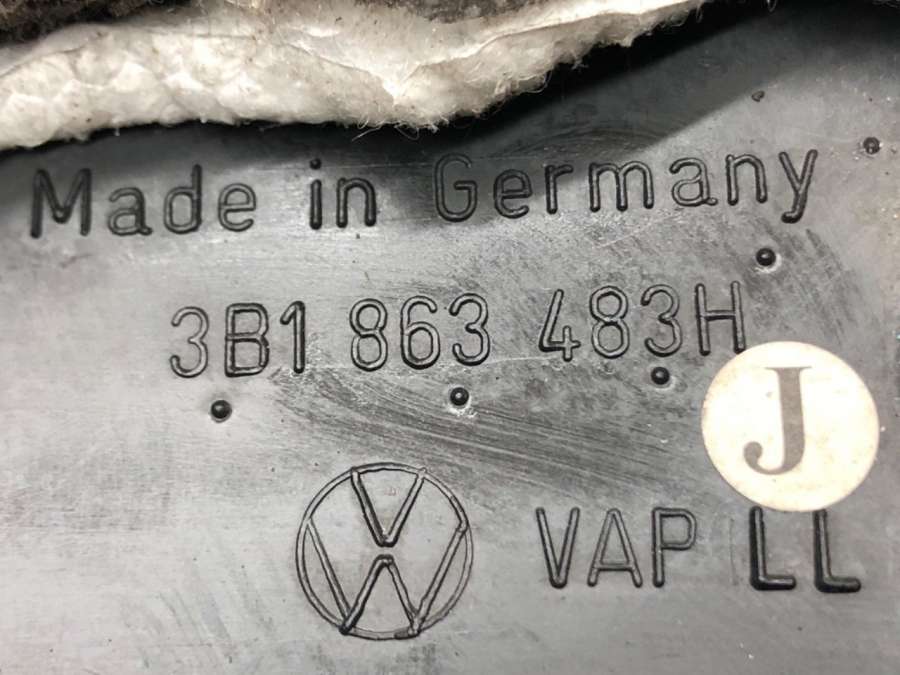 Made in Germany
3B1 863 483H
J
VAP LL